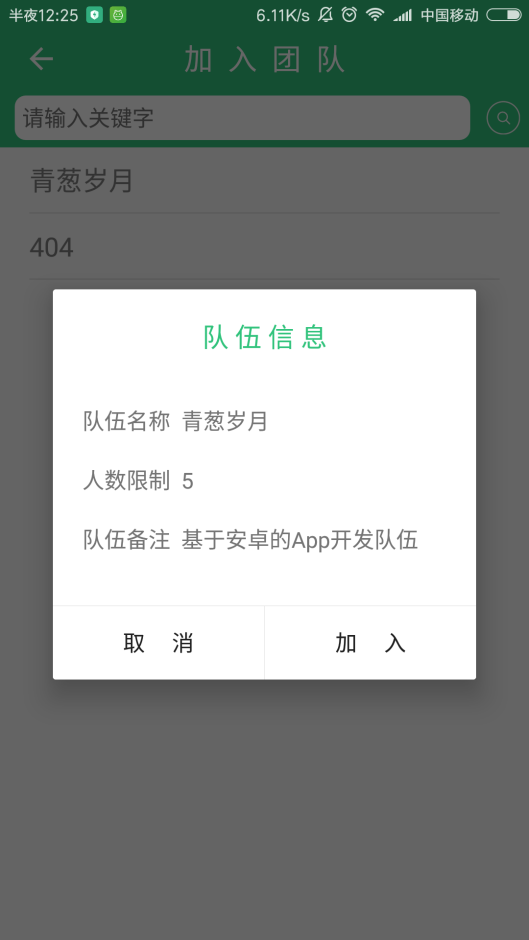 半夜12:25 6.11K/s 中国移动
加入团队
请输入关键字
青葱岁月
404
队伍信息
队伍名称 青葱岁月
人数限制 5
队伍备注 基于安卓的App开发队伍
取 消 加 入